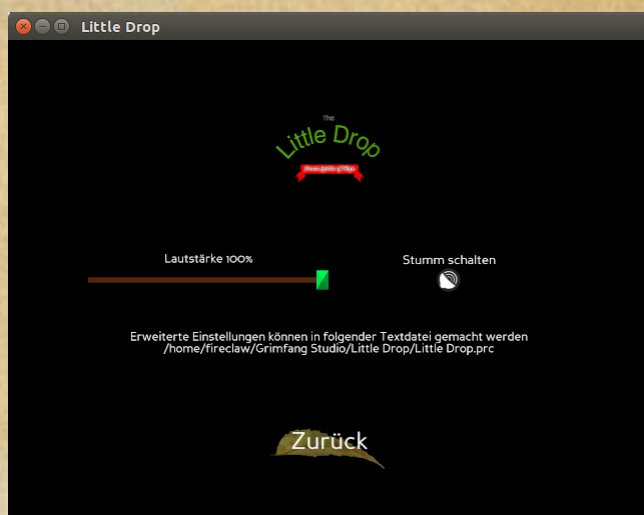 Little Drop
The
Little Drop
Lautstärke 100%
Stumm schalten
Erweiterte Einstellungen können in folgender Textdatei gemacht werden
/home/fireclaw/Grimfang Studio/Little Drop/Little Drop.prc
Zurück